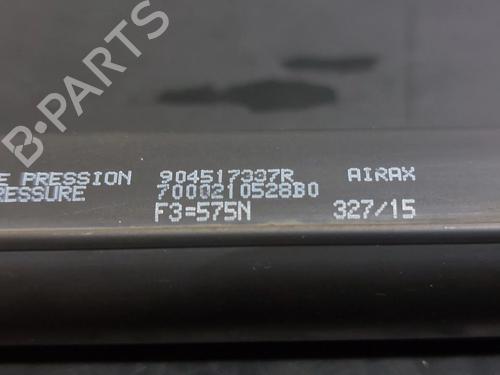 B-PARTS
E PRESSION 904517337R AIRAX
RESSURE 7000210528B0
F3=575N 327/15